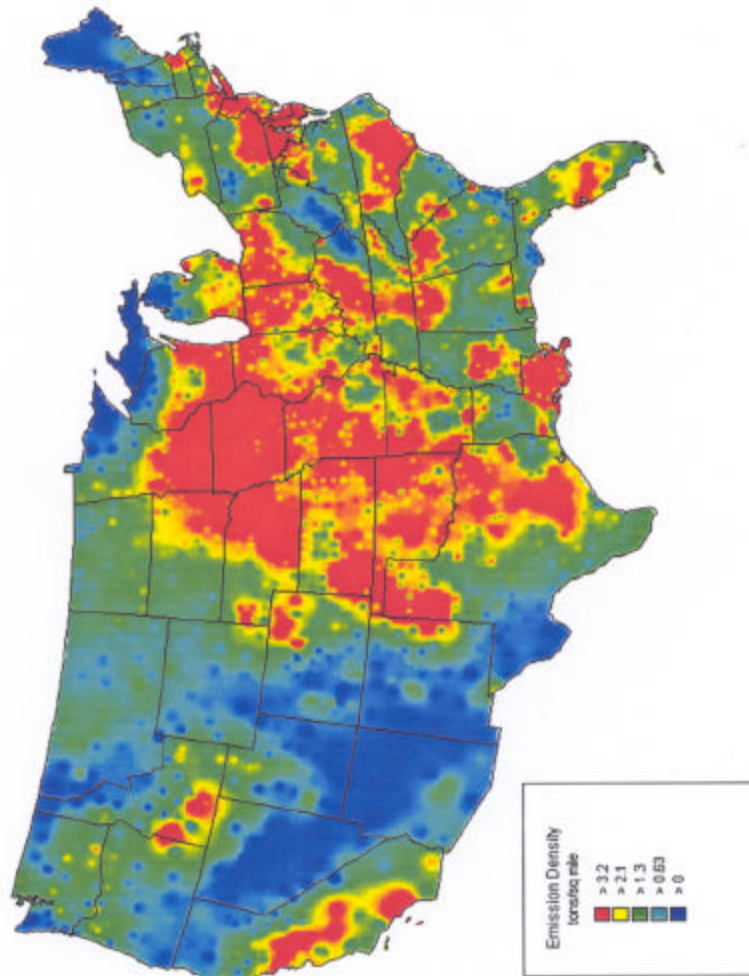 Emission Density
tons/sq mile
> 3.2
> 2.1
> 1.3
> 0.63
> 0